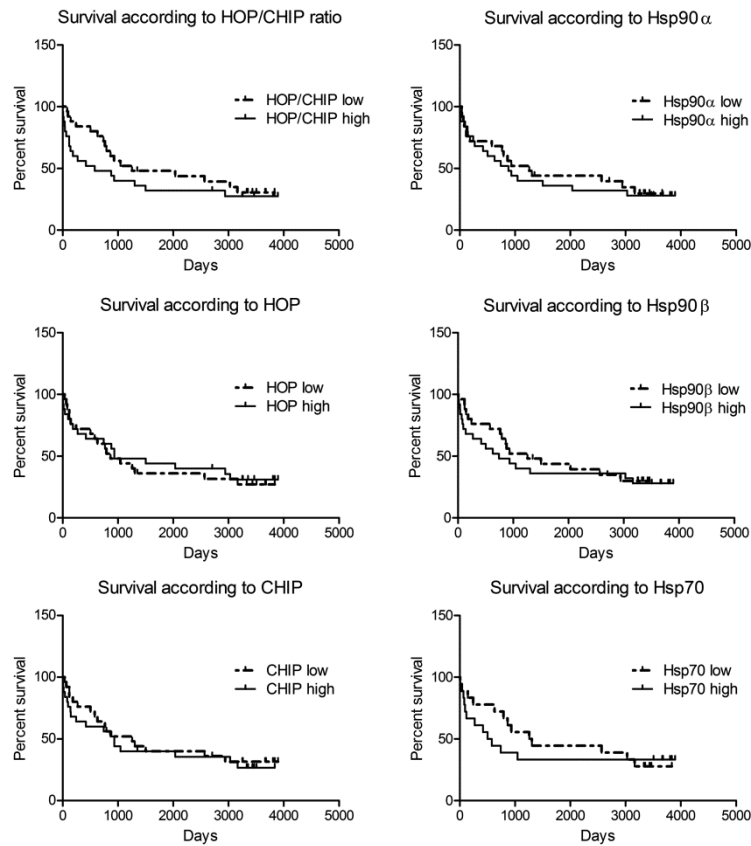 Survival according to HOP/CHIP ratio
150
100
50
0
Percent survival
HOP/CHIP low
HOP/CHIP high
0 1000 2000 3000 4000 5000
Days
Survival according to Hsp90α
150
100
50
0
Percent survival
Hsp90α low
Hsp90α high
0 1000 2000 3000 4000 5000
Days
Survival according to HOP
150
100
50
0
Percent survival
HOP low
HOP high
0 1000 2000 3000 4000 5000
Days
Survival according to Hsp90β
150
100
50
0
Percent survival
Hsp90β low
Hsp90β high
0 1000 2000 3000 4000 5000
Days
Survival according to CHIP
150
100
50
0
Percent survival
CHIP low
CHIP high
0 1000 2000 3000 4000 5000
Days
Survival according to Hsp70
150
100
50
0
Percent survival
Hsp70 low
Hsp70 high
0 1000 2000 3000 4000 5000
Days